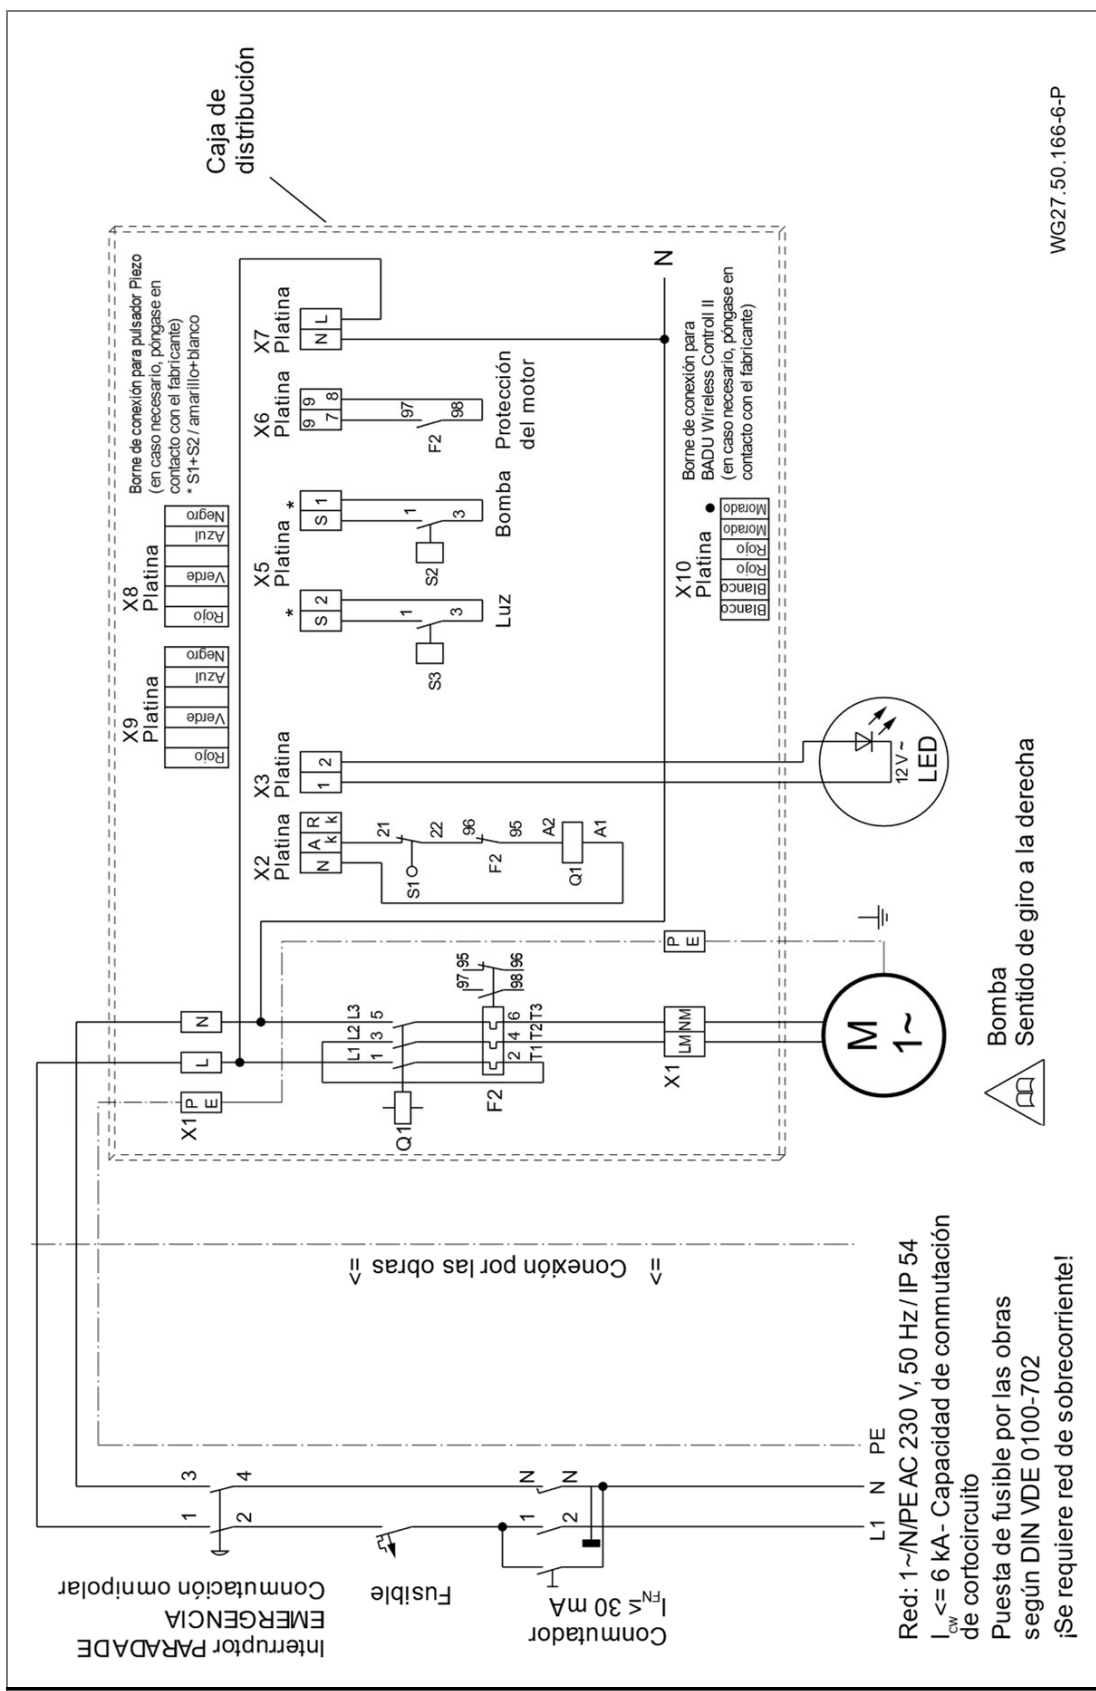 Caja de
distribución
Borne de conexión para pulsador Piezo
(en caso necesario, póngase en
contacto con el fabricante)
* S1+S2 / amarillo+blanco
X9
Platina
Rojo
Verde
Azul
Negro
X8
Platina
Rojo
Verde
Azul
Negro
X2
Platina
N
A k
R k
21
22
S1
96
95
F2
A2
A1
Q1
X3
Platina
1
2
12 V ~
LED
X5
Platina
*
S 2
1
3
S3
Luz
*
S 1
1
3
S2
Bomba
X6
Platina
9 7
9 8
97
98
F2
Protección
del motor
X7
Platina
N
L
N
X10
Platina
Blanco
Blanco
Rojo
Rojo
Morado
Morado
Borne de conexión para
BADU Wireless Controll II
(en caso necesario, póngase en
contacto con el fabricante)
X1
P E
L
N
L1
L2
L3
1
3
5
Q1
F2
2
4
6
T1
T2
T3
97
95
98
96
X1
LM
NM
P E
M
1~
Bomba
Sentido de giro a la derecha
=>
Conexión por las obras
=>
Interruptor PARADA DE
EMERGENCIA
Conmutación omnipolar
1
2
3
4
Fusible
Conmutador
IFN ≤ 30 mA
1
2
N
N
L1
N
PE
Red: 1~/N/PE AC 230 V, 50 Hz / IP 54
Icw <= 6 kA - Capacidad de conmutación
de cortocircuito
Puesta de fusible por las obras
según DIN VDE 0100-702
¡Se requiere red de sobrecorriente!
WG27.50.166-6-P